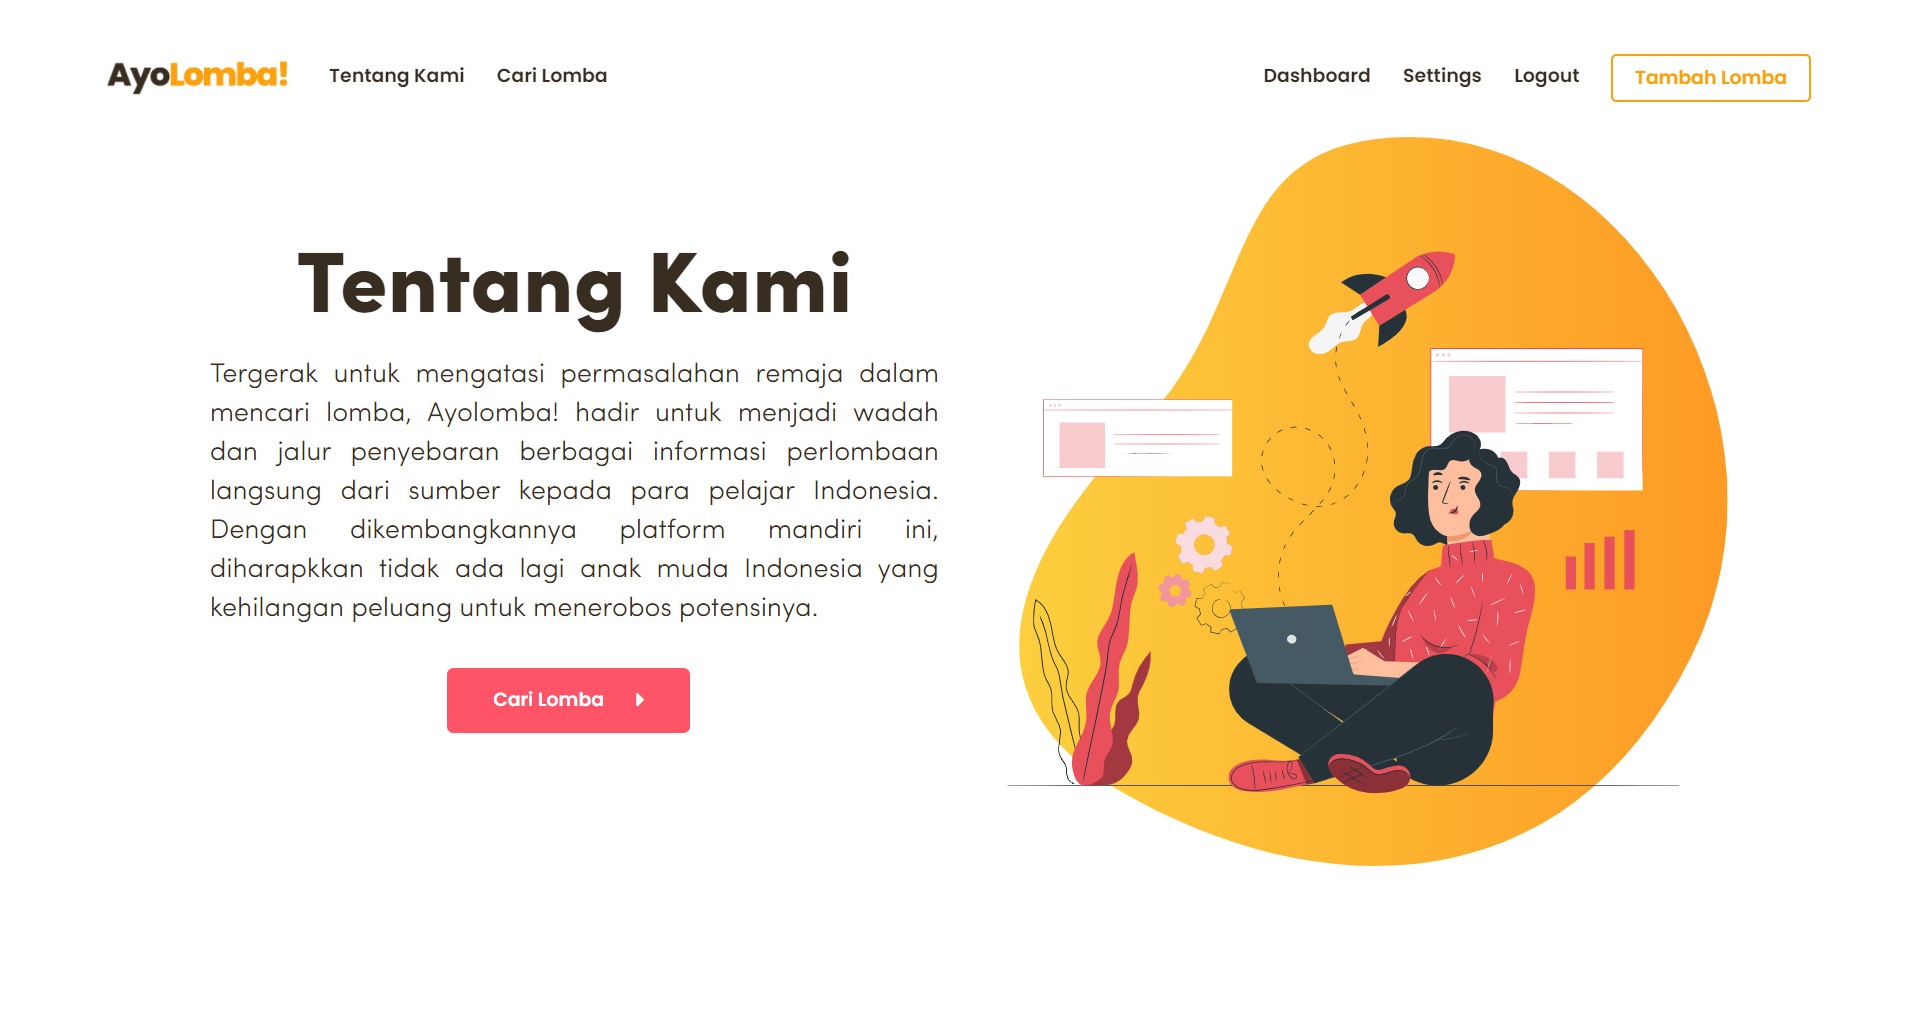 AyoLomba!
Tentang Kami
Cari Lomba
Dashboard
Settings
Logout
Tambah Lomba
Tentang Kami
Tergerak untuk mengatasi permasalahan remaja dalam
mencari lomba, Ayolomba! hadir untuk menjadi wadah
dan jalur penyebaran berbagai informasi perlombaan
langsung dari sumber kepada para pelajar Indonesia.
Dengan dikembangkannya platform mandiri ini,
diharapkkan tidak ada lagi anak muda Indonesia yang
kehilangan peluang untuk menerobos potensinya.
Cari Lomba